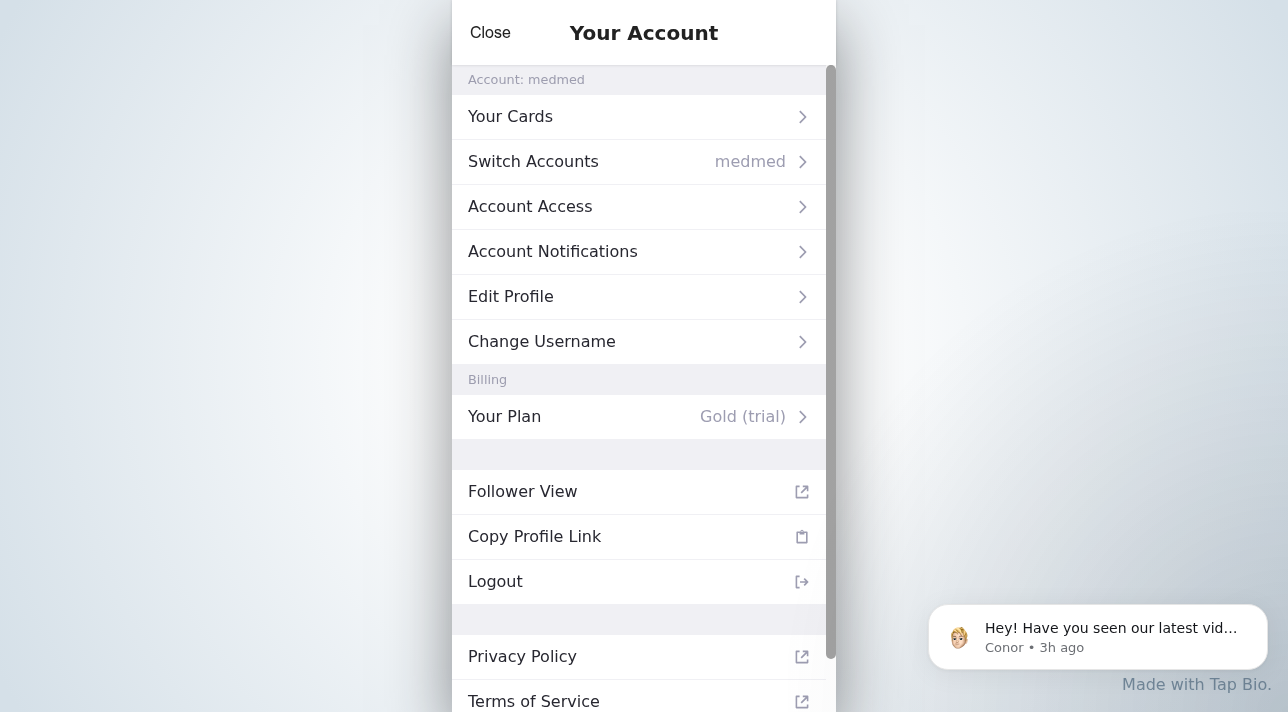 Close
Your Account
Account: medmed
Your Cards
Switch Accounts medmed
Account Access
Account Notifications
Edit Profile
Change Username
Billing
Your Plan Gold (trial)
Follower View
Copy Profile Link
Logout
Privacy Policy
Terms of Service
Hey! Have you seen our latest vid…
Conor • 3h ago
Made with Tap Bio.